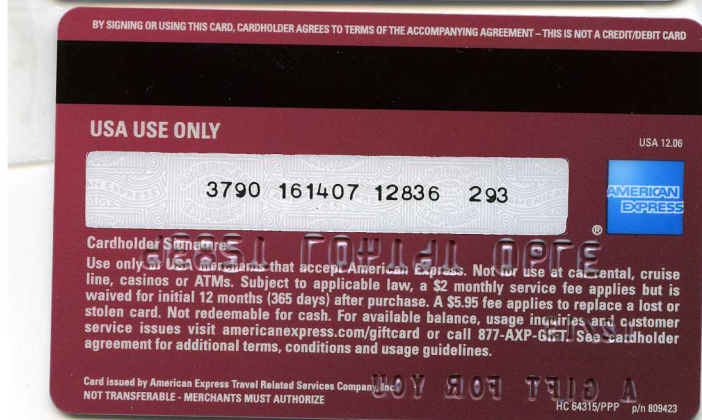 BY SIGNING OR USING THIS CARD, CARDHOLDER AGREES TO TERMS OF THE ACCOMPANYING AGREEMENT – THIS IS NOT A CREDIT/DEBIT CARD
USA USE ONLY
USA 12.06
3790 161407 12836 293
AMERICAN
EXPRESS
®
Cardholder Signature
Use only at USA merchants that accept American Express. Not for use at car rental, cruise
line, casinos or ATMs. Subject to applicable law, a $2 monthly service fee applies but is
waived for initial 12 months (365 days) after purchase. A $5.95 fee applies to replace a lost or
stolen card. Not redeemable for cash. For available balance, usage inquiries and customer
service issues visit americanexpress.com/giftcard or call 877-AXP-Gift. See cardholder
agreement for additional terms, conditions and usage guidelines.
A GIFT FOR YOU
Card issued by American Express Travel Related Services Company, Inc.
NOT TRANSFERABLE - MERCHANTS MUST AUTHORIZE
HC 64315/PPP p/n 809423